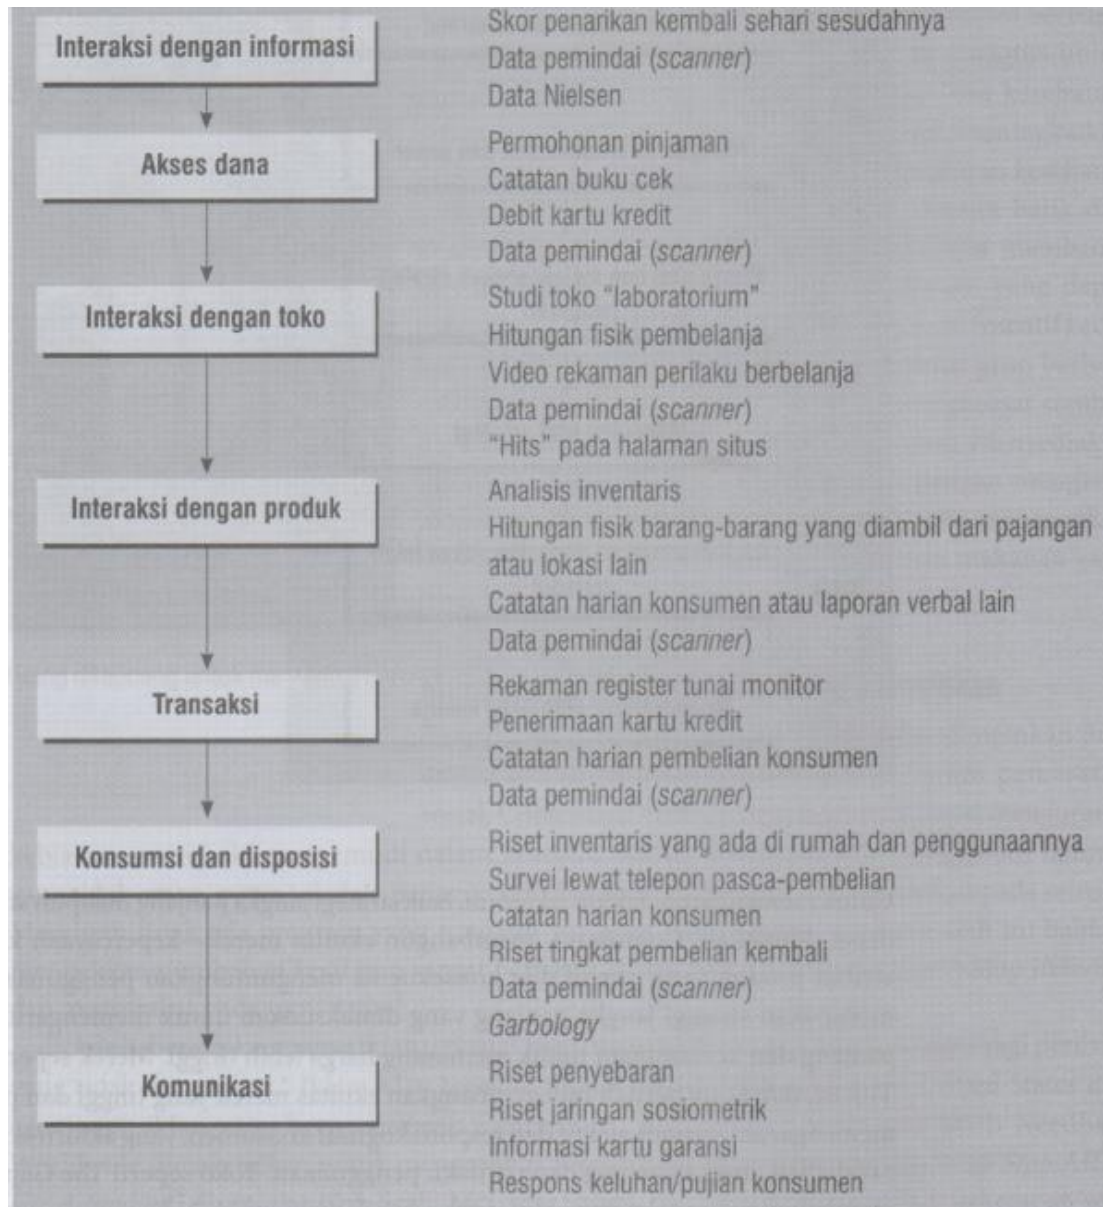 Interaksi dengan informasi
Skor penarikan kembali sehari sesudahnya
Data pemindai (scanner)
Data Nielsen
Akses dana
Permohonan pinjaman
Catatan buku cek
Debit kartu kredit
Data pemindai (scanner)
Interaksi dengan toko
Studi toko “laboratorium”
Hitungan fisik pembelanja
Video rekaman perilaku berbelanja
Data pemindai (scanner)
“Hits” pada halaman situs
Interaksi dengan produk
Analisis inventaris
Hitungan fisik barang-barang yang diambil dari pajangan
atau lokasi lain
Catatan harian konsumen atau laporan verbal lain
Data pemindai (scanner)
Transaksi
Rekaman register tunai monitor
Penerimaan kartu kredit
Catatan harian pembelian konsumen
Data pemindai (scanner)
Konsumsi dan disposisi
Riset inventaris yang ada di rumah dan penggunaannya
Survei lewat telepon pasca-pembelian
Catatan harian konsumen
Riset tingkat pembelian kembali
Data pemindai (scanner)
Garbology
Komunikasi
Riset penyebaran
Riset jaringan sosiometrik
Informasi kartu garansi
Respons keluhan/pujian konsumen